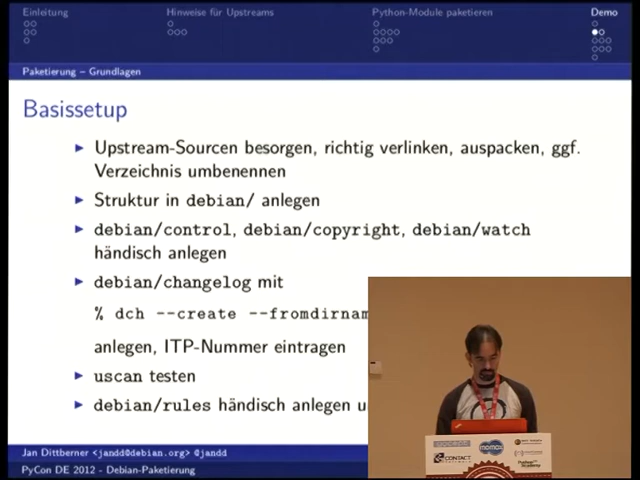 Einleitung
Hinweise für Upstreams
Python-Module paketieren
Demo
Paketierung – Grundlagen
Basissetup
Upstream-Sourcen besorgen, richtig verlinken, auspacken, ggf.
Verzeichnis umbenennen
Struktur in debian/ anlegen
debian/control, debian/copyright, debian/watch
händisch anlegen
debian/changelog mit
% dch --create --fromdirnam
anlegen, ITP-Nummer eintragen
uscan testen
debian/rules händisch anlegen u
Jan Dittberner <jandd@debian.org> @jandd
PyCon DE 2012 - Debian-Paketierung
momox
CONTACT